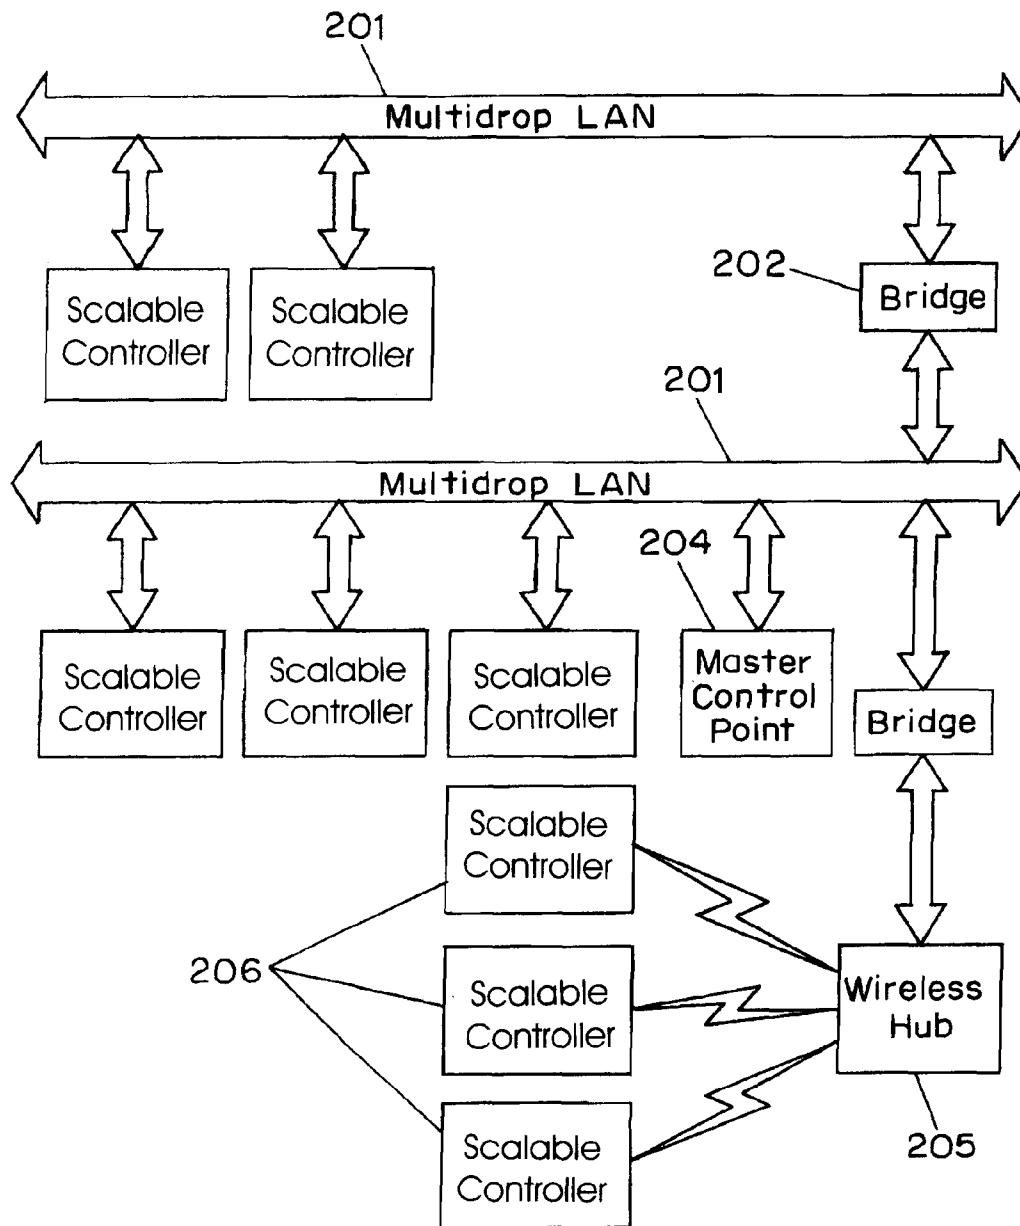 201
Multidrop LAN
Scalable
Controller
Scalable
Controller
202
Bridge
201
Multidrop LAN
204
Scalable
Controller
Scalable
Controller
Scalable
Controller
Master
Control
Point
Bridge
Scalable
Controller
206
Scalable
Controller
Wireless
Hub
Scalable
Controller
205